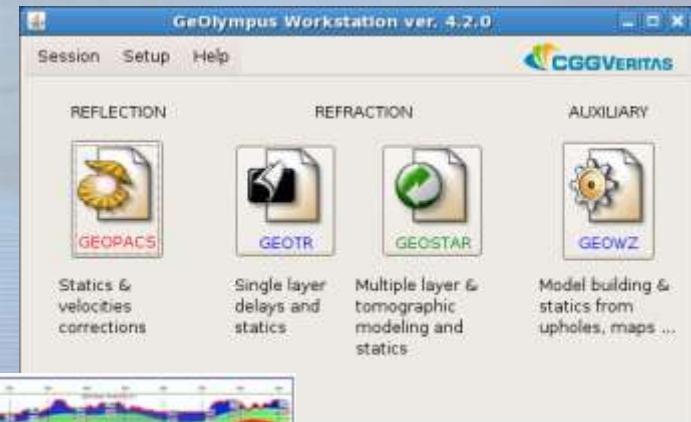 GeOlympus Workstation ver. 4.2.0
Session Setup Help
CGGVERITAS
REFLECTION
REFRACTION
AUXILIARY
GEOPACS
GEOTR
GEOSTAR
GEOWZ
Statics &
velocities
corrections
Single layer
delays and
statics
Multiple layer &
tomographic
modeling and
statics
Model building &
statics from
upholes, maps ...